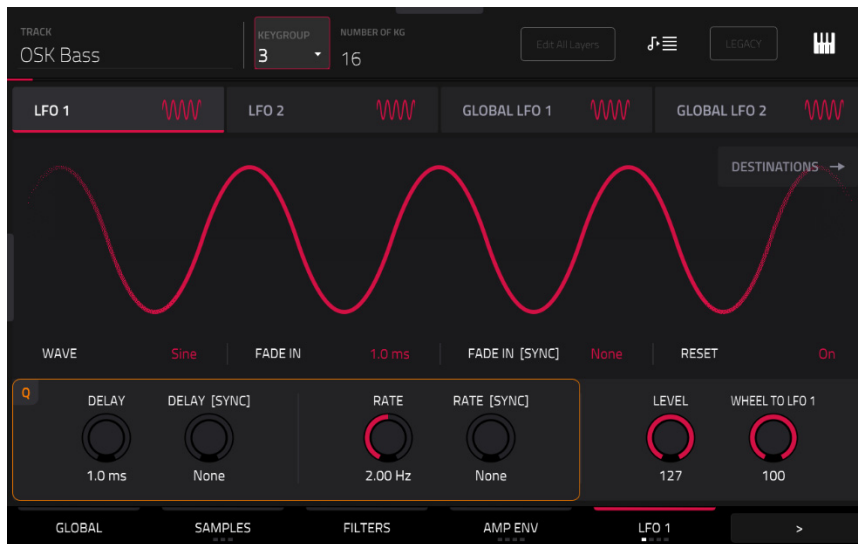 TRACK
OSK Bass
KEYGROUP
3
NUMBER OF KG
16
Edit All Layers
LEGACY
LFO 1
LFO 2
GLOBAL LFO 1
GLOBAL LFO 2
DESTINATIONS →
WAVE Sine
FADE IN 1.0 ms
FADE IN [SYNC] None
RESET On
Q
DELAY
1.0 ms
DELAY [SYNC]
None
RATE
2.00 Hz
RATE [SYNC]
None
LEVEL
127
WHEEL TO LFO 1
100
GLOBAL
SAMPLES
FILTERS
AMP ENV
LFO 1
>